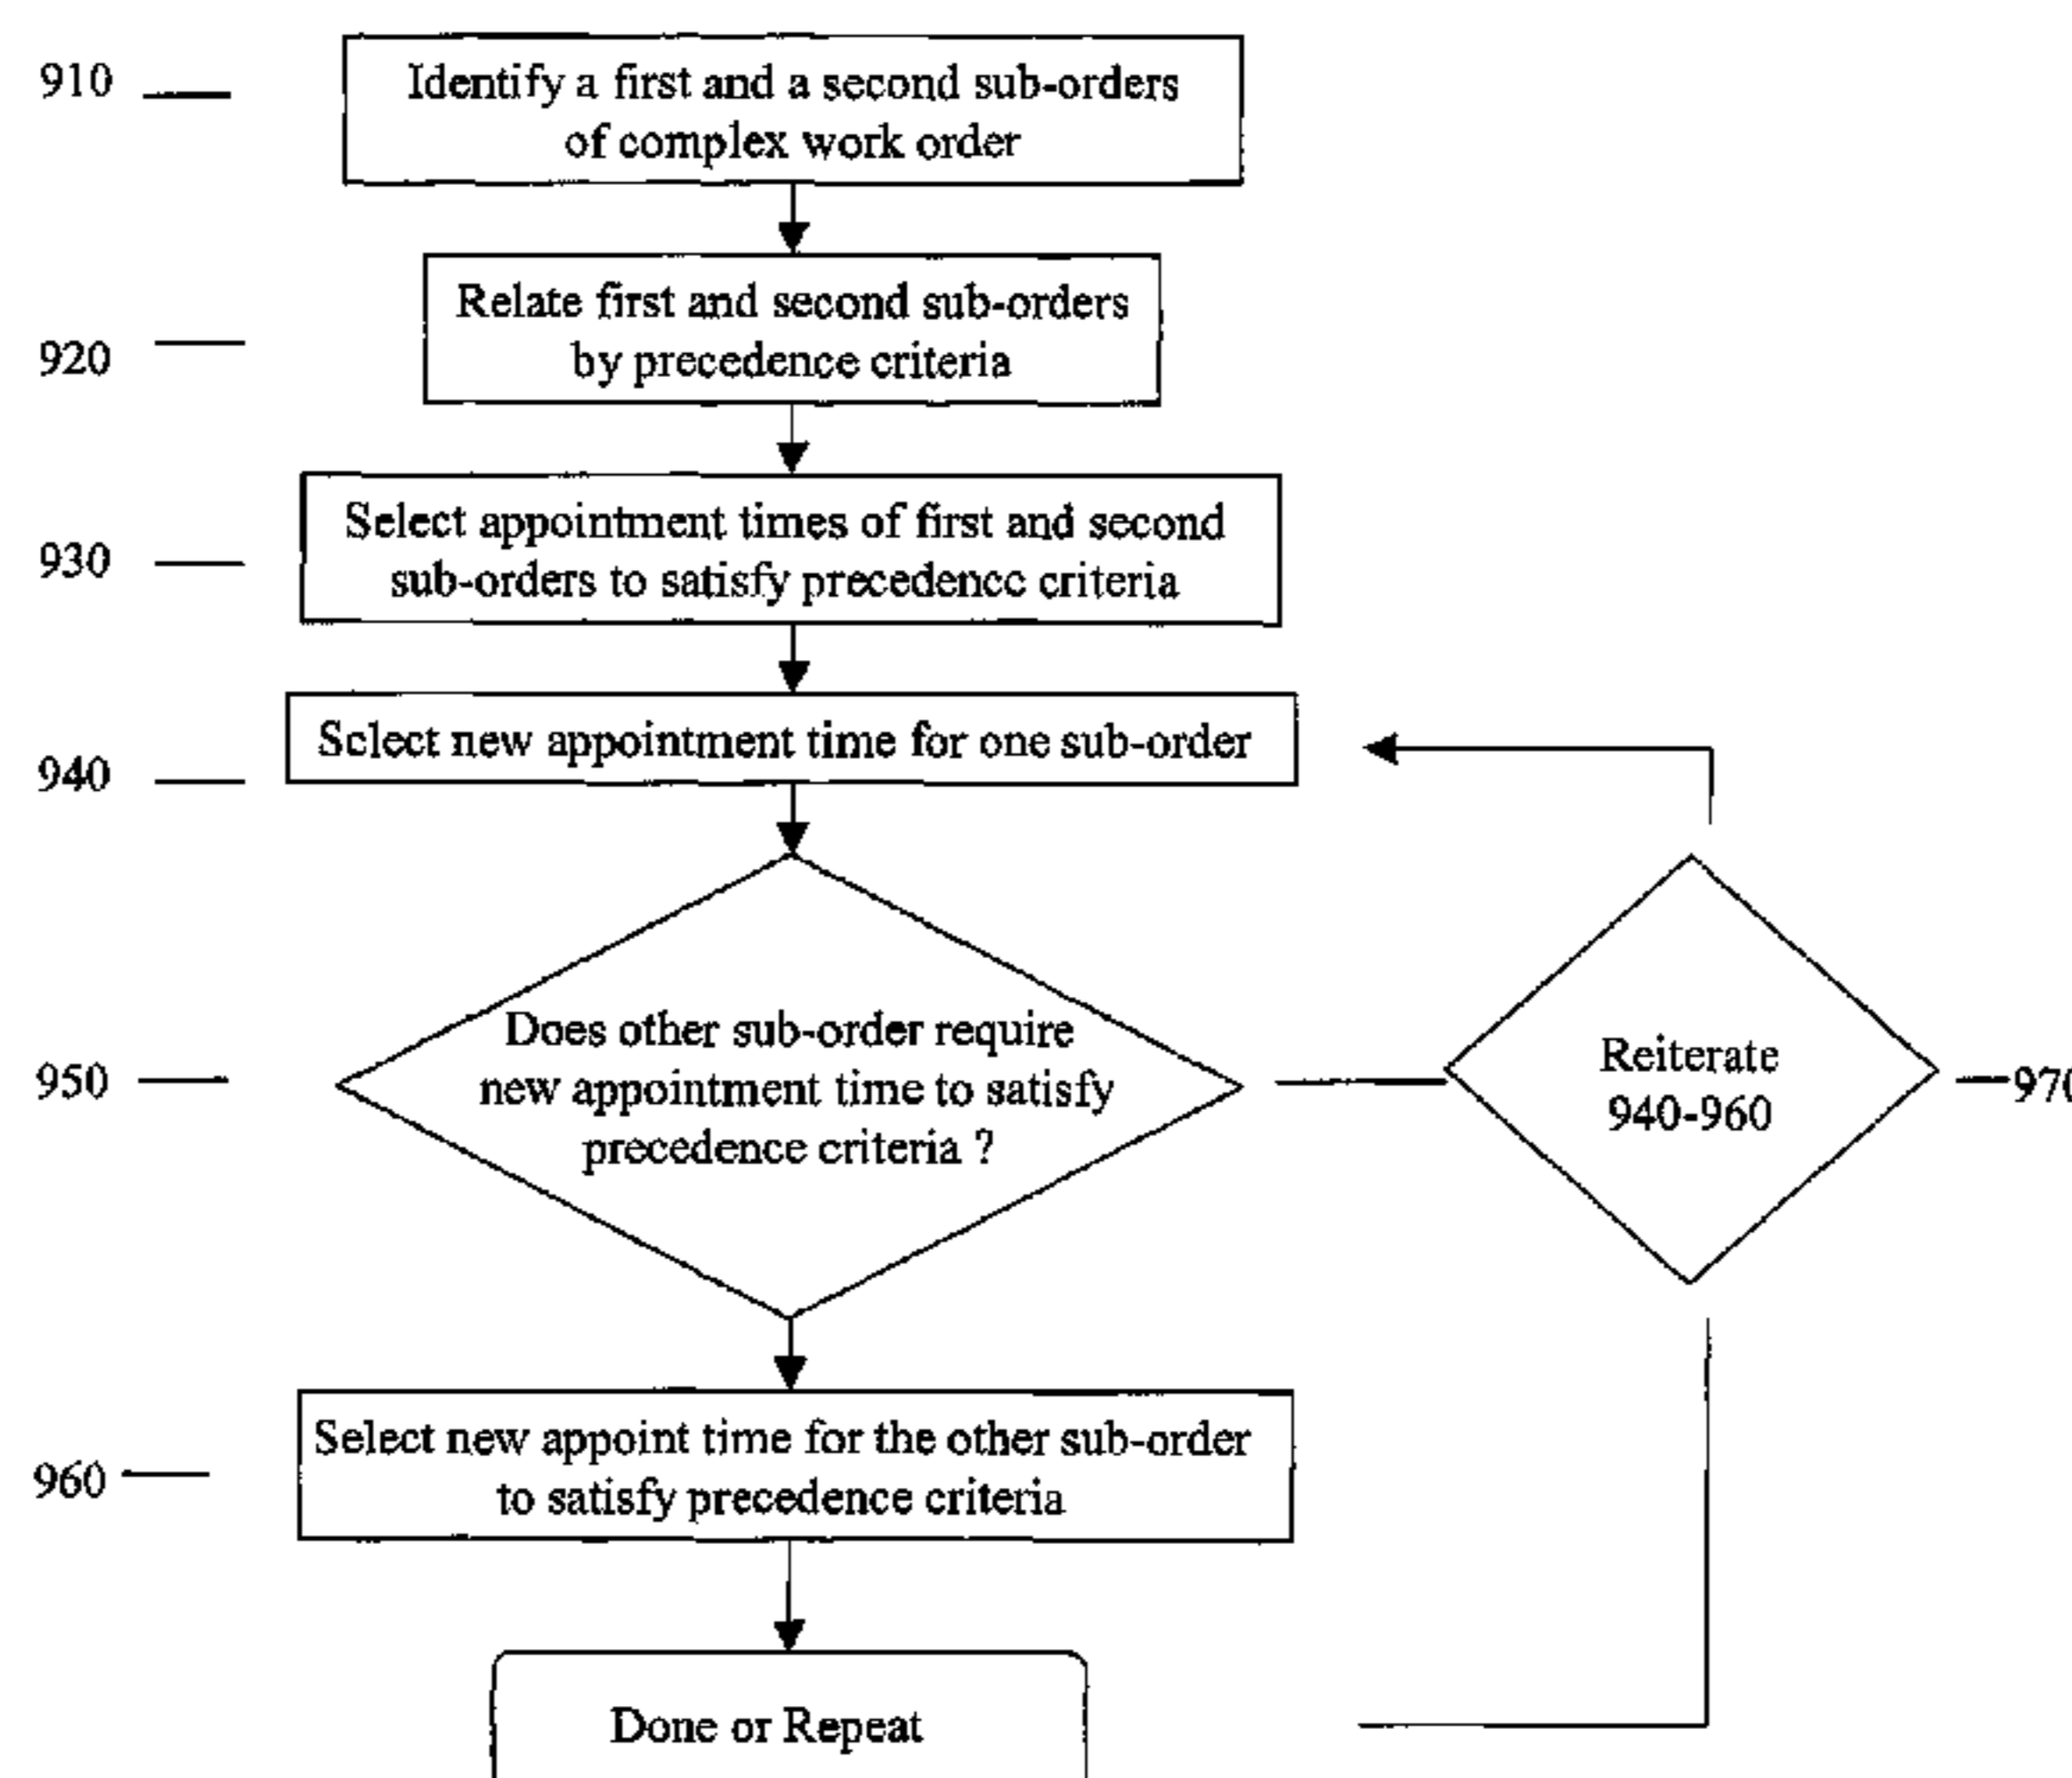 910
Identify a first and a second sub-orders
of complex work order
920
Relate first and second sub-orders
by precedence criteria
930
Select appointment times of first and second
sub-orders to satisfy precedence criteria
940
Select new appointment time for one sub-order
950
Does other sub-order require
new appointment time to satisfy
precedence criteria ?
Reiterate
940-960
970
960
Select new appoint time for the other sub-order
to satisfy precedence criteria
Done or Repeat